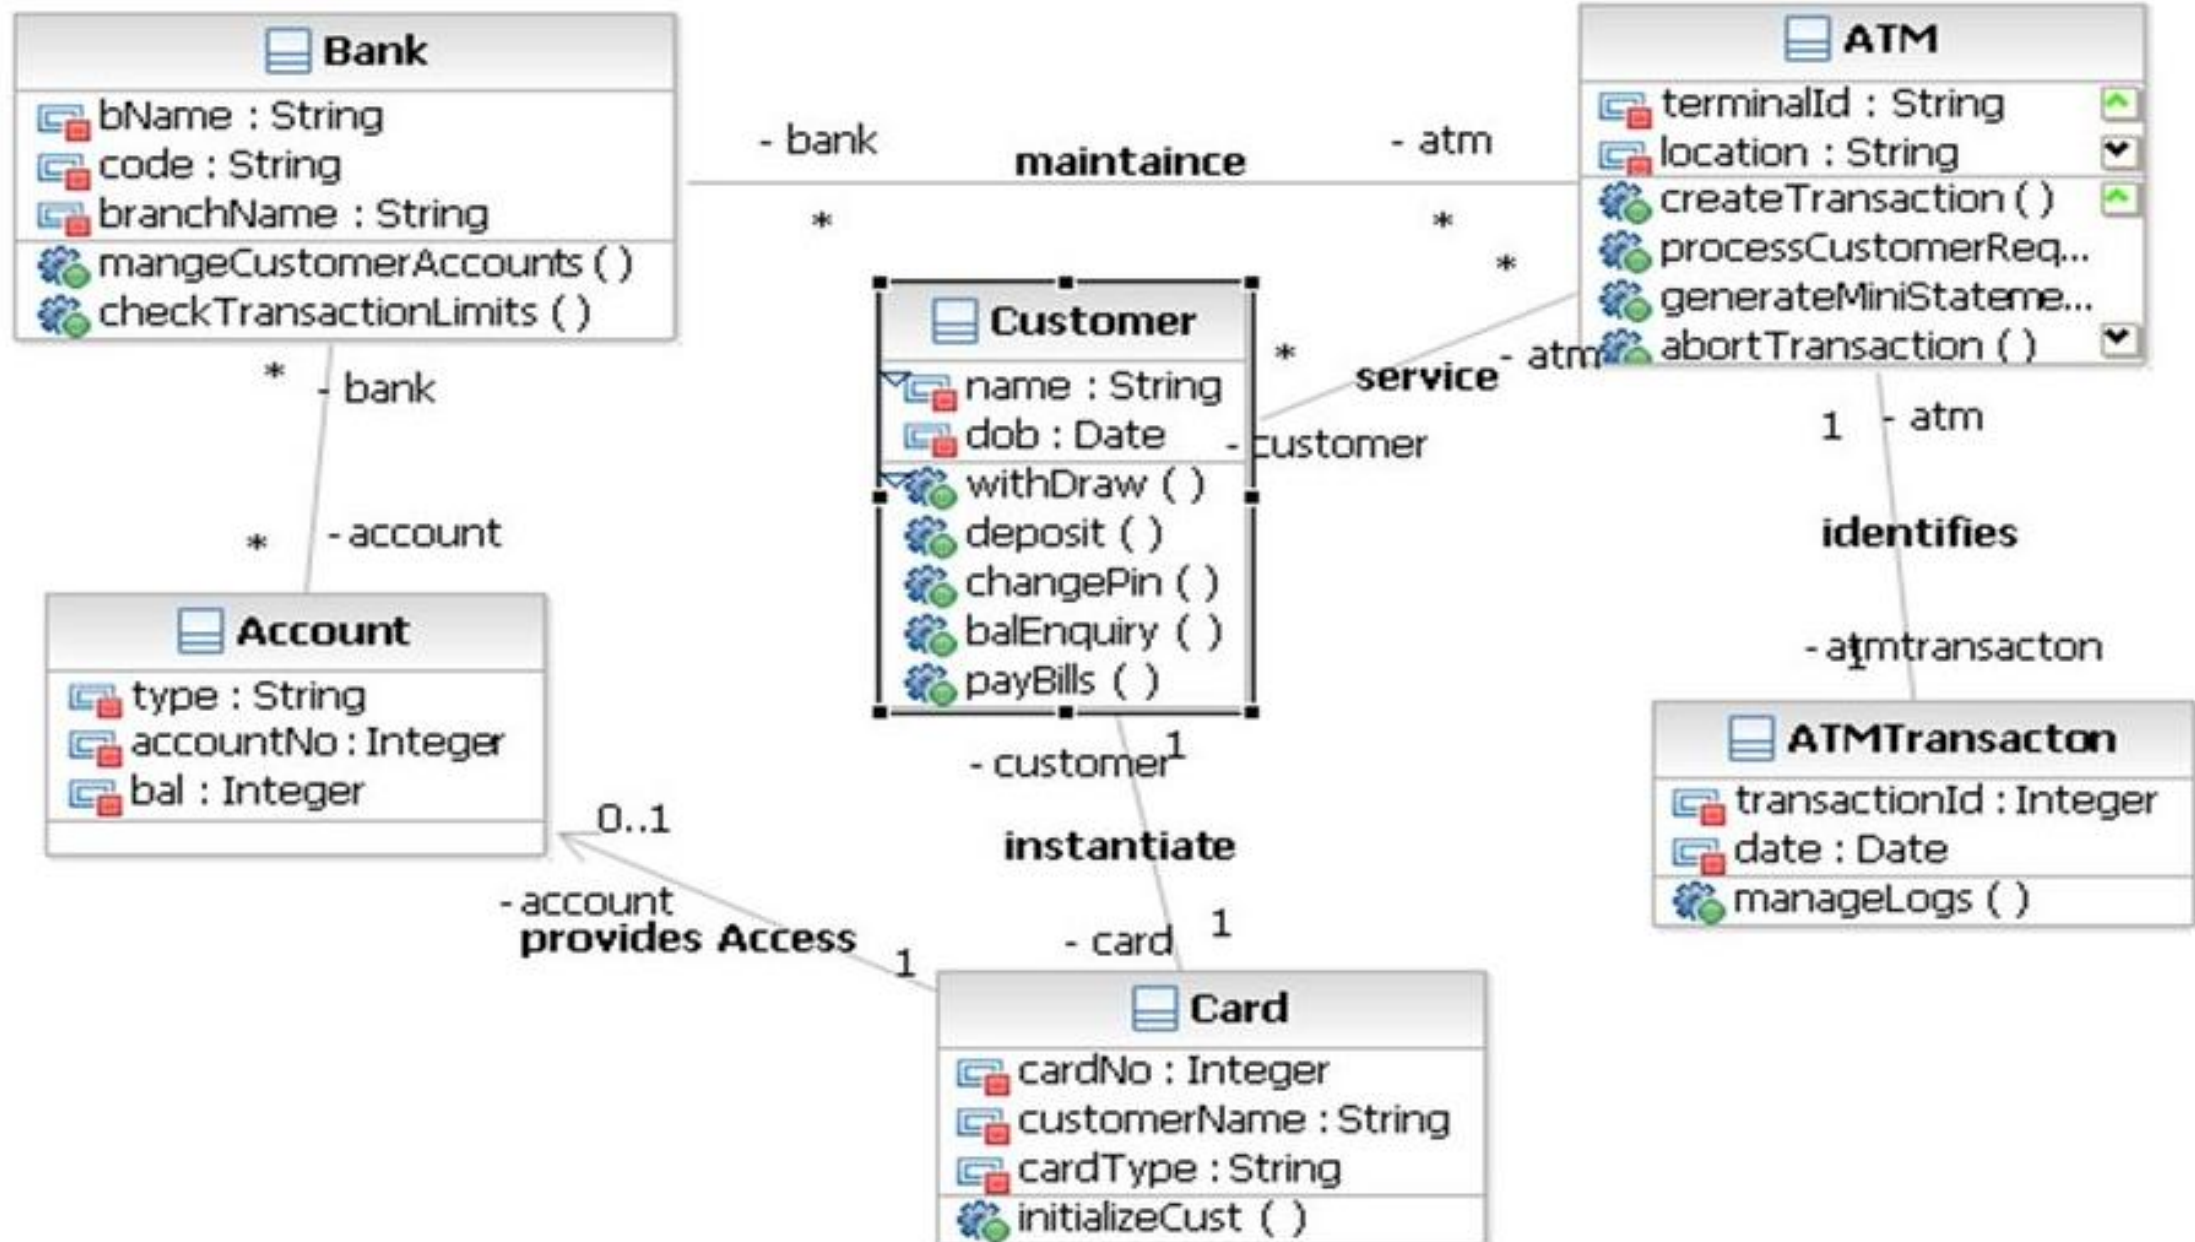 Bank
bName : String
code : String
branchName : String
mangeCustomerAccounts ( )
checkTransactionLimits ( )
- bank
maintaince
- atm
*
*
ATM
terminalId : String
location : String
createTransaction ( )
processCustomerReq...
generateMiniStateme...
abortTransaction ( )
*
*
service
- atm
- customer
Customer
name : String
dob : Date
withDraw ( )
deposit ( )
changePin ( )
balEnquiry ( )
payBills ( )
*
- bank
*
- account
1
- atm
identifies
- atmtransacton
1
Account
type : String
accountNo : Integer
bal : Integer
ATMTransacton
transactionId : Integer
date : Date
manageLogs ( )
- customer
1
instantiate
- card
1
0..1
- account
provides Access
1
Card
cardNo : Integer
customerName : String
cardType : String
initializeCust ( )